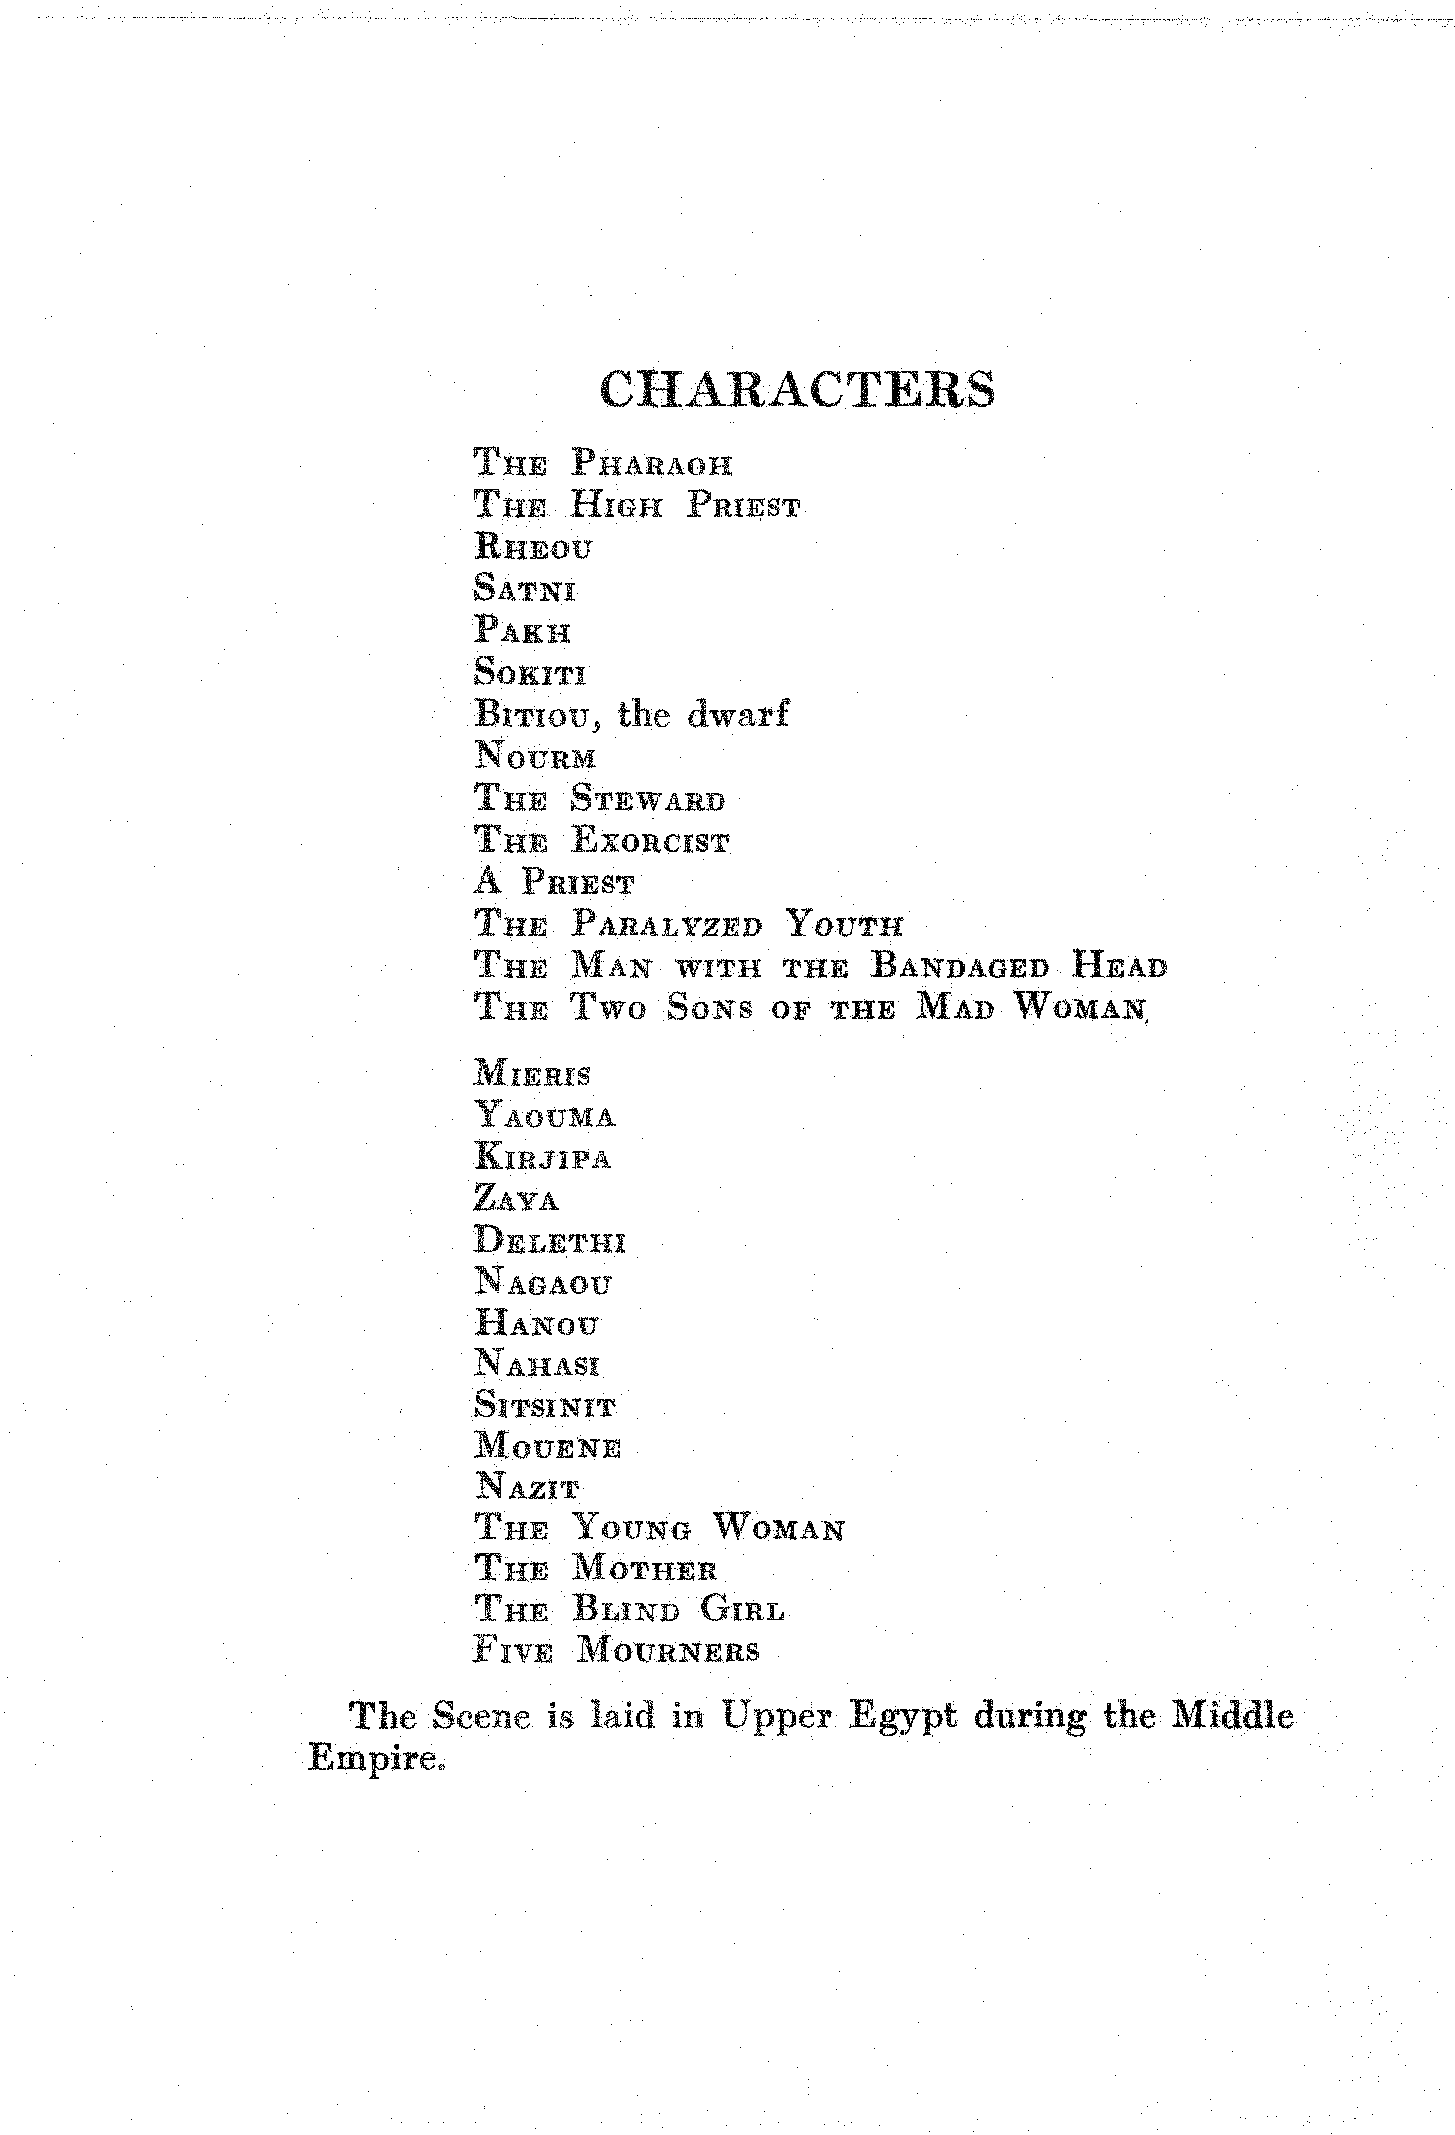 CHARACTERS
The Pharaoh
The High Priest
Rheou
Satni
Pakh
Sokiti
Bitiou, the dwarf
Nourm
The Steward
The Exorcist
A Priest
The Paralyzed Youth
The Man with the Bandaged Head
The Two Sons of the Mad Woman
Mieris
Yaouma
Kirjipa
Zaya
Delethi
Nagaou
Hanou
Nahasi
Sitsinit
Mouene
Nazit
The Young Woman
The Mother
The Blind Girl
Five Mourners
The Scene is laid in Upper Egypt during the Middle
Empire.